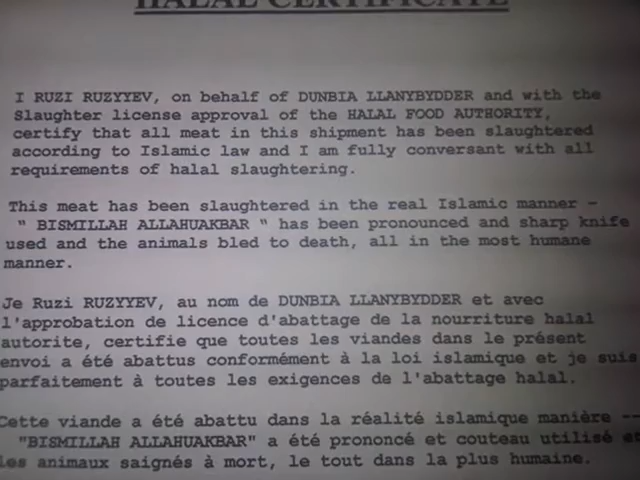 HALAL CERTIFICATE
I RUZI RUZYYEV, on behalf of DUNBIA LLANYBYDDER and with the
Slaughter license approval of the HALAL FOOD AUTHORITY,
certify that all meat in this shipment has been slaughtered
according to Islamic law and I am fully conversant with all
requirements of halal slaughtering.
This meat has been slaughtered in the real Islamic manner –
" BISMILLAH ALLAHUAKBAR " has been pronounced and sharp knife
used and the animals bled to death, all in the most humane
manner.
Je Ruzi RUZYYEV, au nom de DUNBIA LLANYBYDDER et avec
l'approbation de licence d'abattage de la nourriture halal
autorite, certifie que toutes les viandes dans le présent
envoi a été abattus conformément à la loi islamique et je suis
parfaitement à toutes les exigences de l'abattage halal.
Cette viande a été abattu dans la réalité islamique manière --
"BISMILLAH ALLAHUAKBAR" a été prononcé et couteau utilisé et
les animaux saignés à mort, le tout dans la plus humaine.